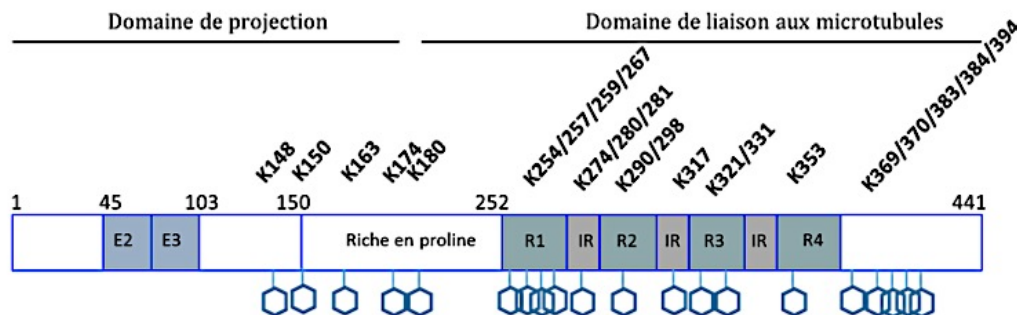 Domaine de projection
Domaine de liaison aux microtubules
K148
K150
K163
K174
K180
K254/257/259/267
K274/280/281
K290/298
K317
K321/331
K353
K369/370/383/384/394
1 45 103 150 252 441
E2 E3 Riche en proline R1 IR R2 IR R3 IR R4